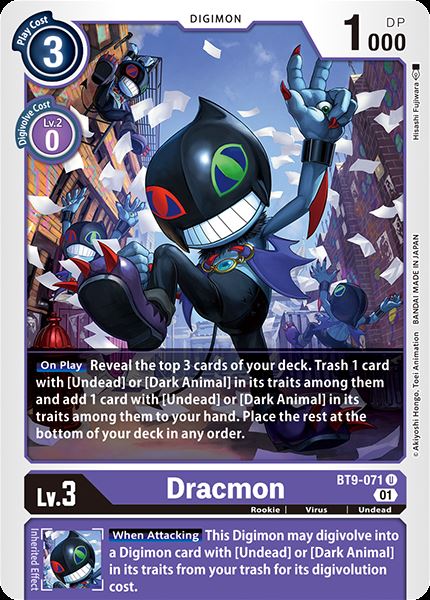 DIGIMON
Play Cost
3
DP
1000
Digivolve Cost
Lv.2
0
Hisashi Fujiwara
© Akiyoshi Hongo, Toei Animation BANDAI MADE IN JAPAN
On Play Reveal the top 3 cards of your deck. Trash 1 card
with [Undead] or [Dark Animal] in its traits among them
and add 1 card with [Undead] or [Dark Animal] in its
traits among them to your hand. Place the rest at the
bottom of your deck in any order.
BT9-071 U
01
Lv.3
Dracmon
Rookie | Virus | Undead
Inherited Effect
When Attacking This Digimon may digivolve into
a Digimon card with [Undead] or [Dark Animal]
in its traits from your trash for its digivolution
cost.